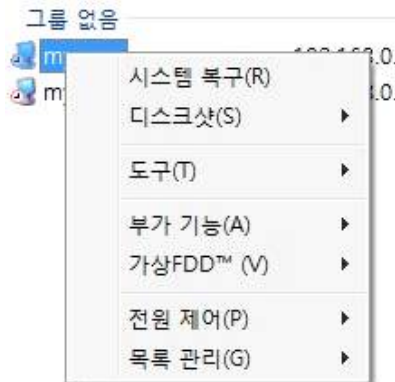 그룹 없음
시스템 복구(R)
디스크샷(S)
도구(T)
부가 기능(A)
가상FDD™ (V)
전원 제어(P)
목록 관리(G)